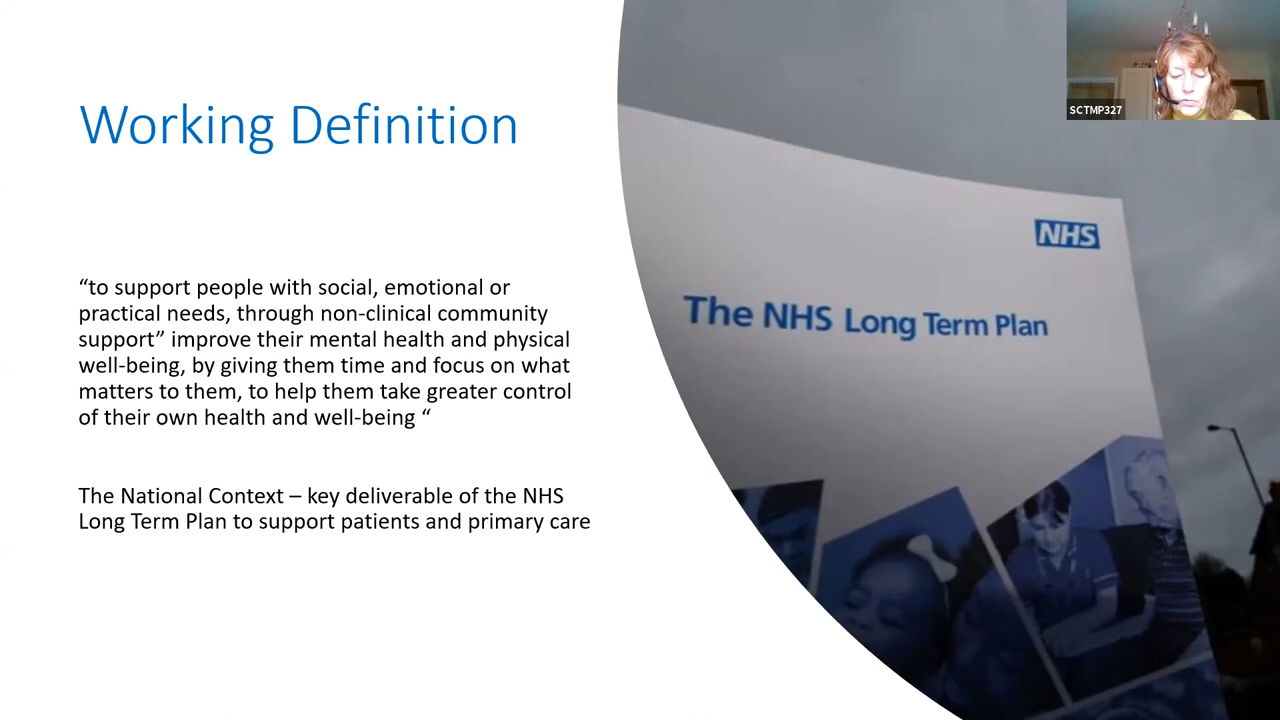 Working Definition
“to support people with social, emotional or
practical needs, through non-clinical community
support” improve their mental health and physical
well-being, by giving them time and focus on what
matters to them, to help them take greater control
of their own health and well-being “
The National Context – key deliverable of the NHS
Long Term Plan to support patients and primary care
NHS
The NHS Long Term Plan
SCTMP327